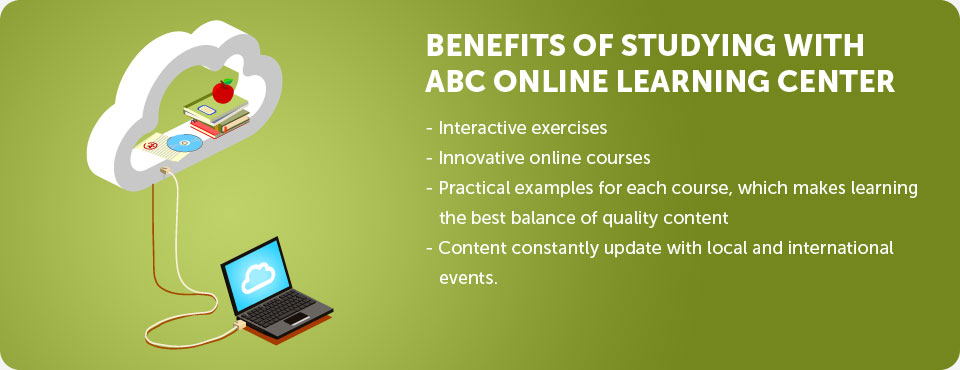 BENEFITS OF STUDYING WITH
ABC ONLINE LEARNING CENTER
- Interactive exercises
- Innovative online courses
- Practical examples for each course, which makes learning
the best balance of quality content
- Content constantly update with local and international
events.